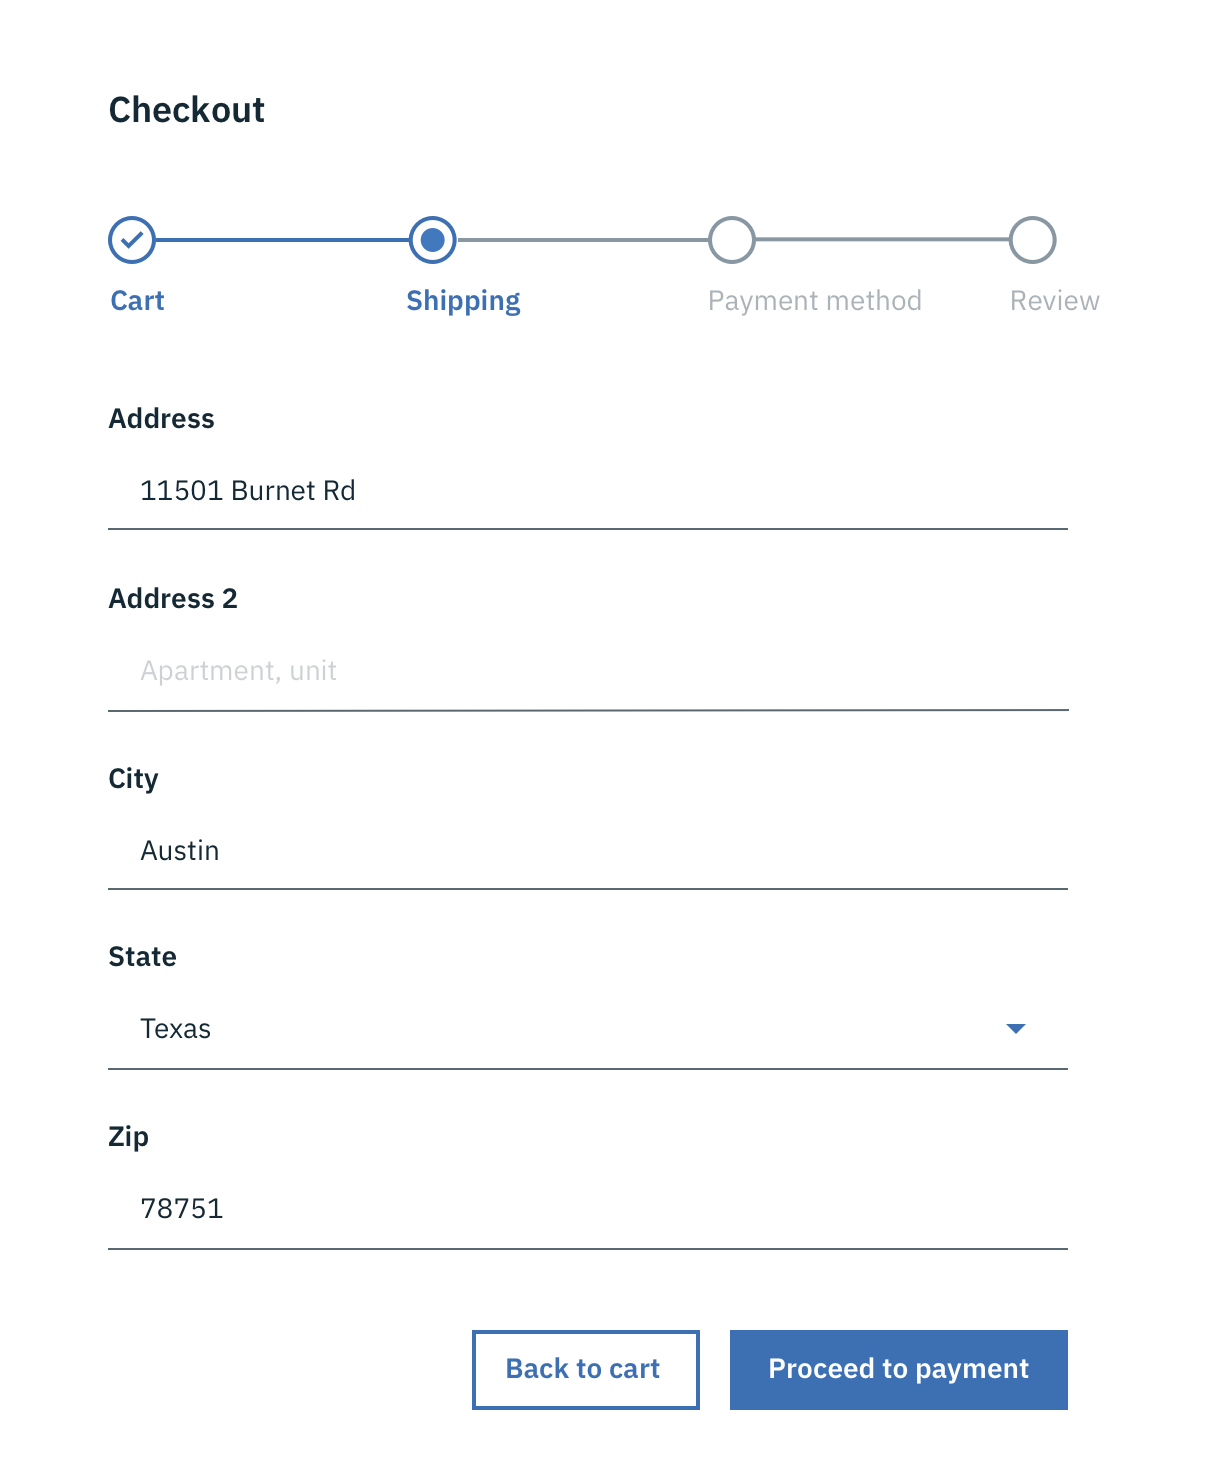 Checkout
Cart Shipping Payment method Review
Address
11501 Burnet Rd
Address 2
Apartment, unit
City
Austin
State
Texas
Zip
78751
Back to cart Proceed to payment